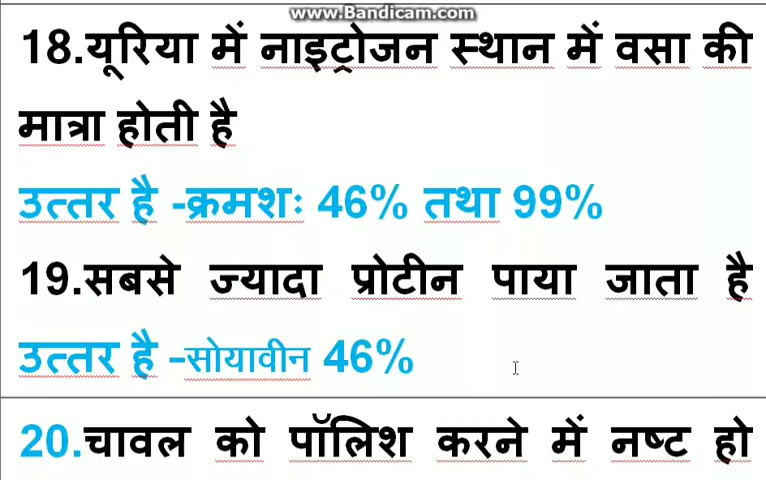 www.Bandicam.com
18.यूरिया में नाइट्रोजन स्थान में वसा की
मात्रा होती है
उत्तर है -क्रमशः 46% तथा 99%
19.सबसे ज्यादा प्रोटीन पाया जाता है
उत्तर है -सोयावीन 46%
20.चावल को पॉलिश करने में नष्ट हो